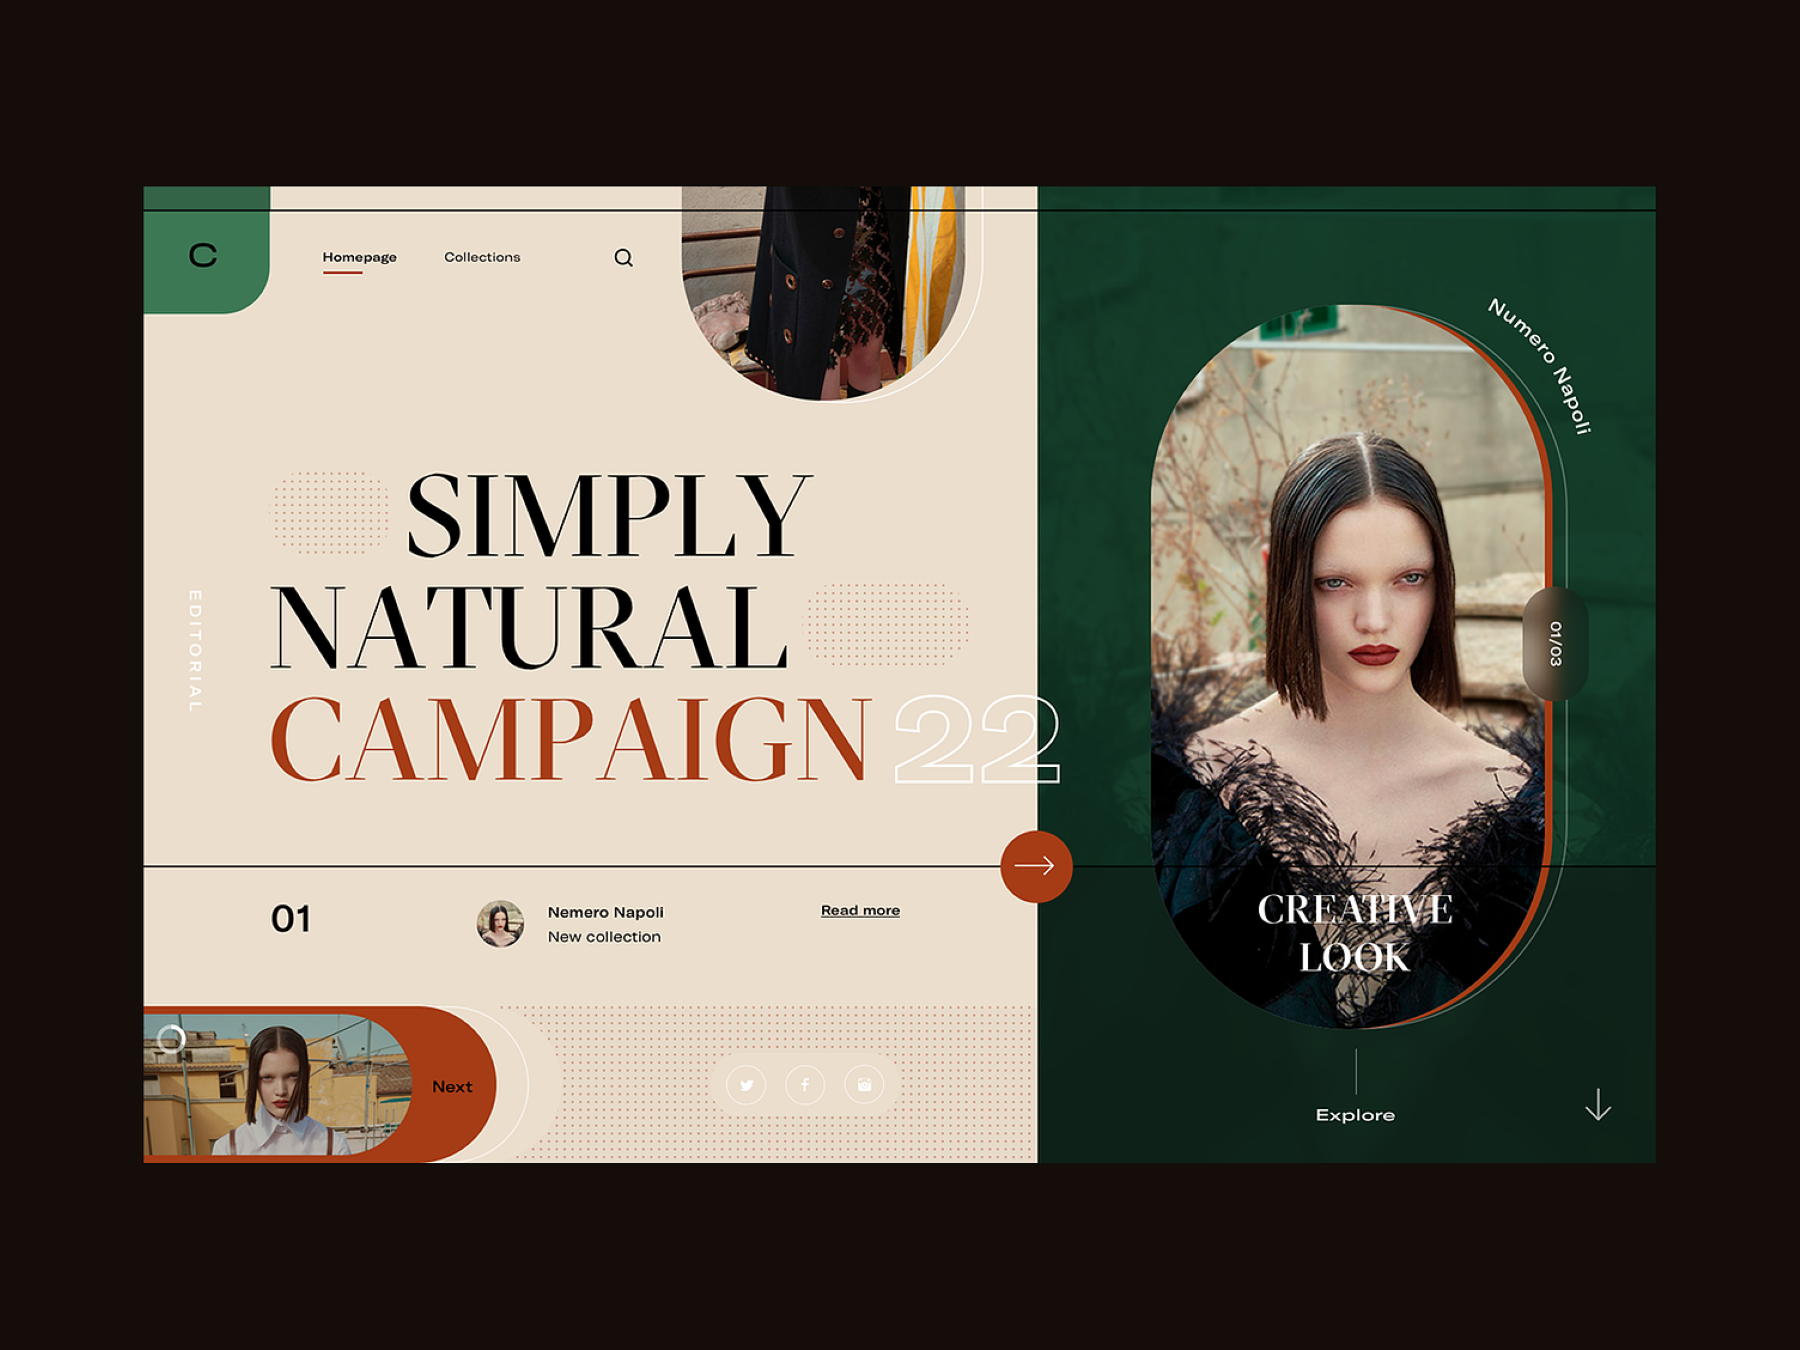 C
Homepage
Collections
Numero Napoli
SIMPLY
NATURAL
CAMPAIGN 22
EDITORIAL
01/03
01
Nemero Napoli
New collection
Read more
CREATIVE
LOOK
Next
Explore